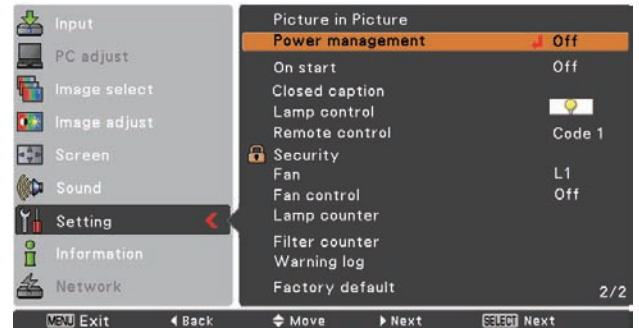 Input
PC adjust
Image select
Image adjust
Screen
Sound
Setting
Information
Network
Picture in Picture
Power management Off
On start Off
Closed caption
Lamp control
Remote control Code 1
Security
Fan L1
Fan control Off
Lamp counter
Filter counter
Warning log
Factory default
2/2
MENU Exit Back Move Next SELECT Next